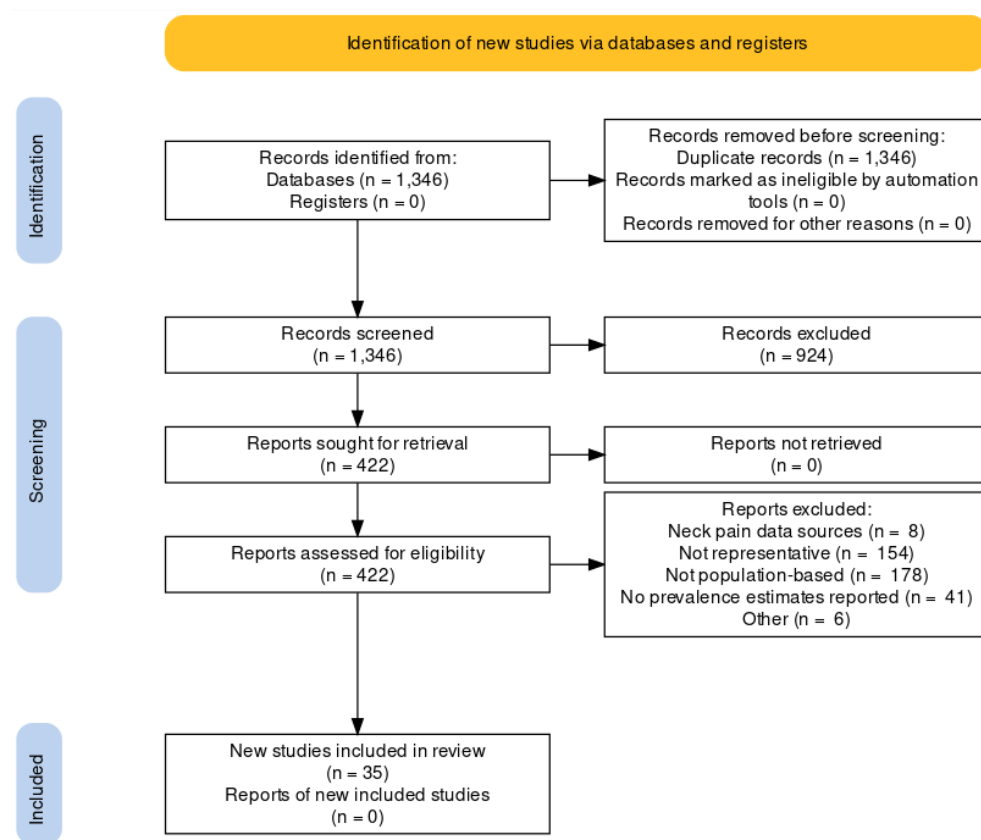 Identification of new studies via databases and registers
Identification
Records identified from:
Databases (n = 1,346)
Registers (n = 0)
Records removed before screening:
Duplicate records (n = 1,346)
Records marked as ineligible by automation
tools (n = 0)
Records removed for other reasons (n = 0)
Screening
Records screened
(n = 1,346)
Records excluded
(n = 924)
Reports sought for retrieval
(n = 422)
Reports not retrieved
(n = 0)
Reports assessed for eligibility
(n = 422)
Reports excluded:
Neck pain data sources (n = 8)
Not representative (n = 154)
Not population-based (n = 178)
No prevalence estimates reported (n = 41)
Other (n = 6)
Included
New studies included in review
(n = 35)
Reports of new included studies
(n = 0)